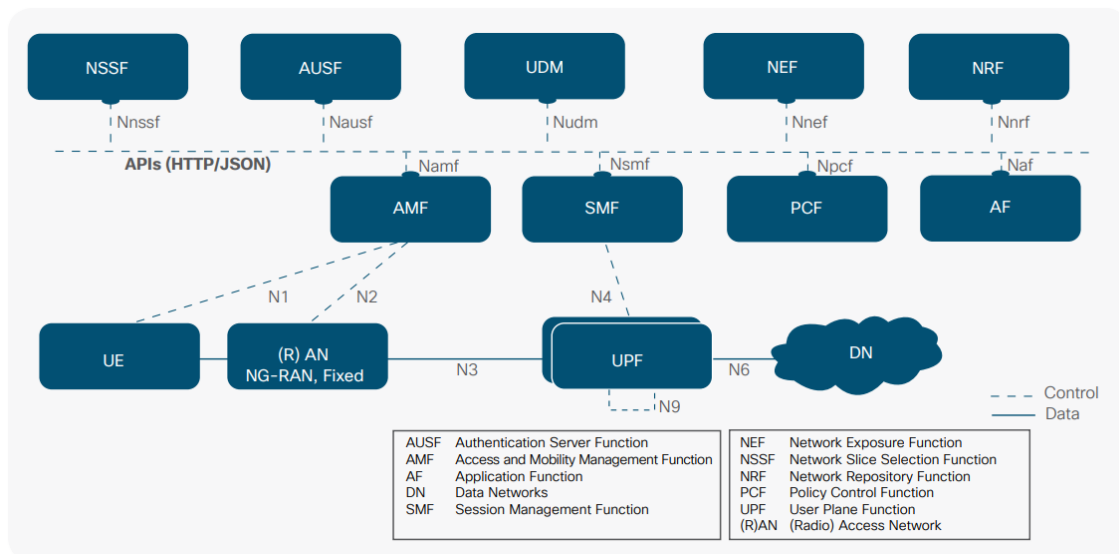 NSSF
AUSF
UDM
NEF
NRF
Nnssf
Nausf
Nudm
Nnef
Nnrf
APIs (HTTP/JSON)
Namf
Nsmf
Npcf
Naf
AMF
SMF
PCF
AF
N1
N2
N4
UE
(R) AN
NG-RAN, Fixed
N3
UPF
N6
DN
N9
Control
Data
AUSF Authentication Server Function
AMF Access and Mobility Management Function
AF Application Function
DN Data Networks
SMF Session Management Function
NEF Network Exposure Function
NSSF Network Slice Selection Function
NRF Network Repository Function
PCF Policy Control Function
UPF User Plane Function
(R)AN (Radio) Access Network